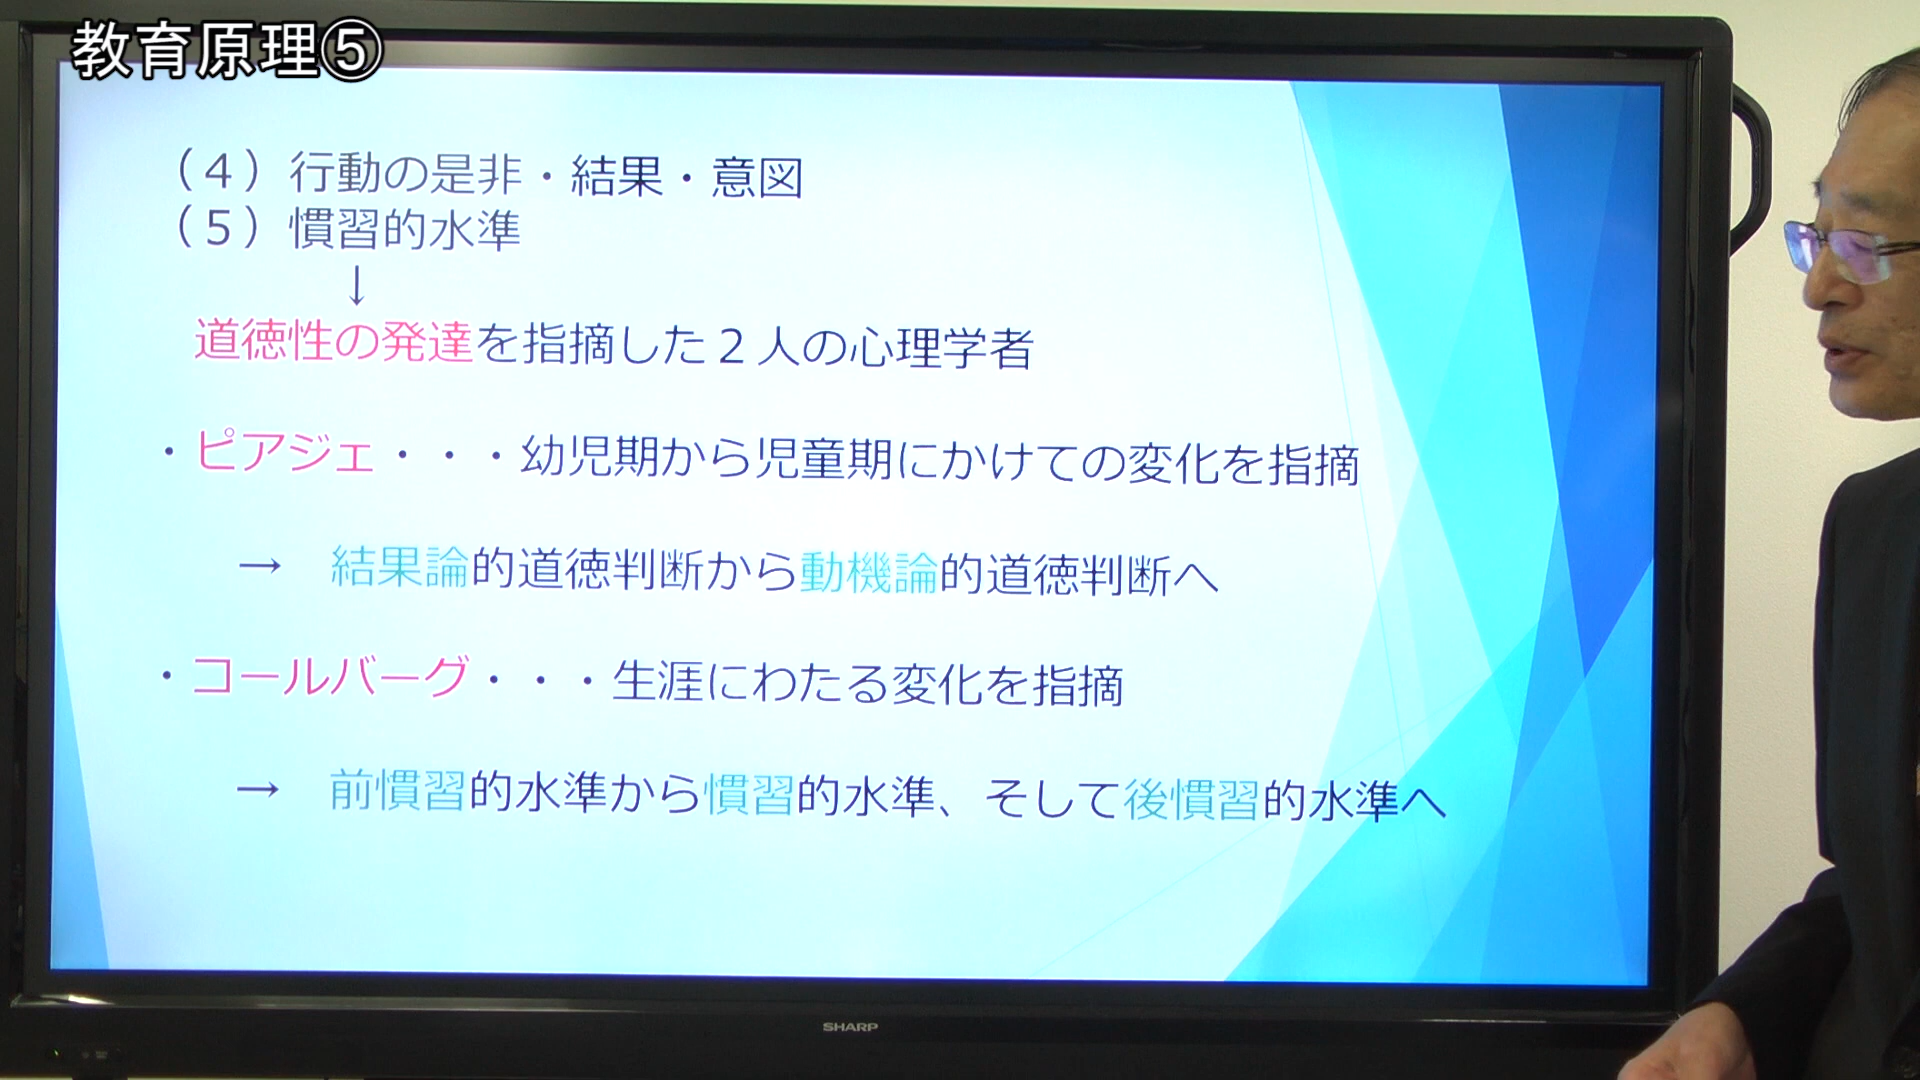 教育原理⑤
（４）行動の是非・結果・意図
（５）慣習的水準
↓
道徳性の発達を指摘した２人の心理学者
・ピアジェ・・・幼児期から児童期にかけての変化を指摘
→　結果論的道徳判断から動機論的道徳判断へ
・コールバーグ・・・生涯にわたる変化を指摘
→　前慣習的水準から慣習的水準、そして後慣習的水準へ
SHARP